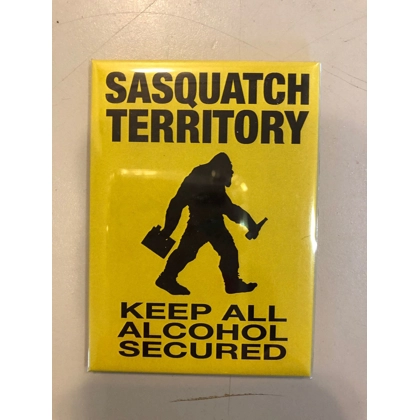 SASQUATCH
TERRITORY
KEEP ALL
ALCOHOL
SECURED